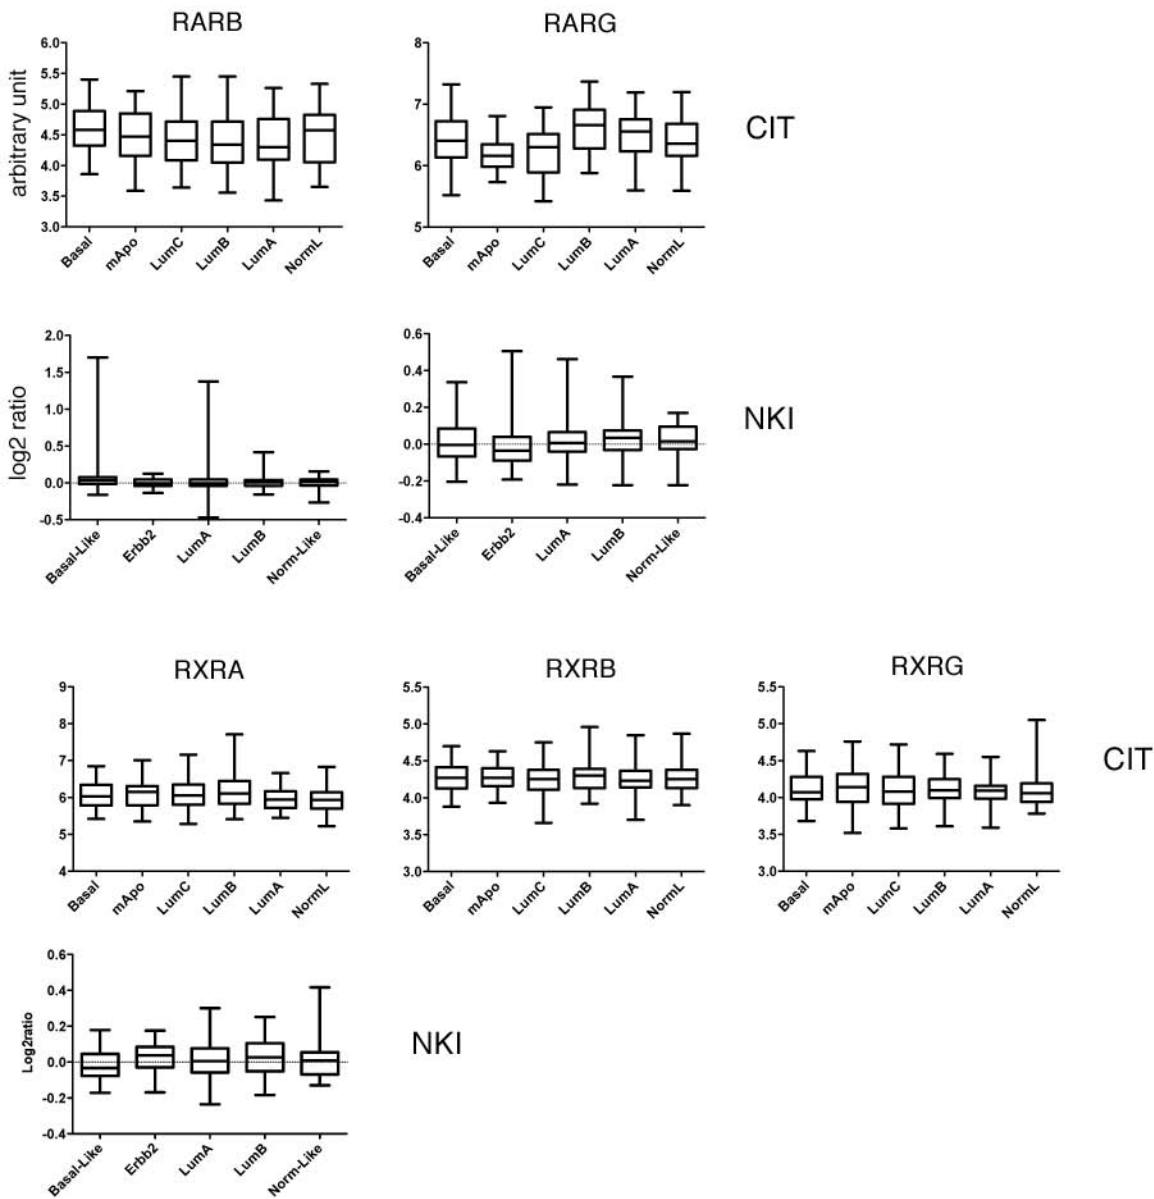 RARB
RARG
arbitrary unit
6.0
5.5
5.0
4.5
4.0
3.5
3.0
Basal
mApo
LumC
LumB
LumA
NormL
8
7
6
5
Basal
mApo
LumC
LumB
LumA
NormL
CIT
log2 ratio
2.0
1.5
1.0
0.5
0.0
-0.5
Basal-Like
Erbb2
LumA
LumB
Norm-Like
0.6
0.4
0.2
0.0
-0.2
-0.4
Basal-Like
Erbb2
LumA
LumB
Norm-Like
NKI
RXRA
RXRB
RXRG
9
8
7
6
5
4
Basal
mApo
LumC
LumB
LumA
NormL
5.5
5.0
4.5
4.0
3.5
3.0
Basal
mApo
LumC
LumB
LumA
NormL
5.5
5.0
4.5
4.0
3.5
3.0
Basal
mApo
LumC
LumB
LumA
NormL
CIT
Log2ratio
0.6
0.4
0.2
0.0
-0.2
-0.4
Basal-Like
Erbb2
LumA
LumB
Norm-Like
NKI